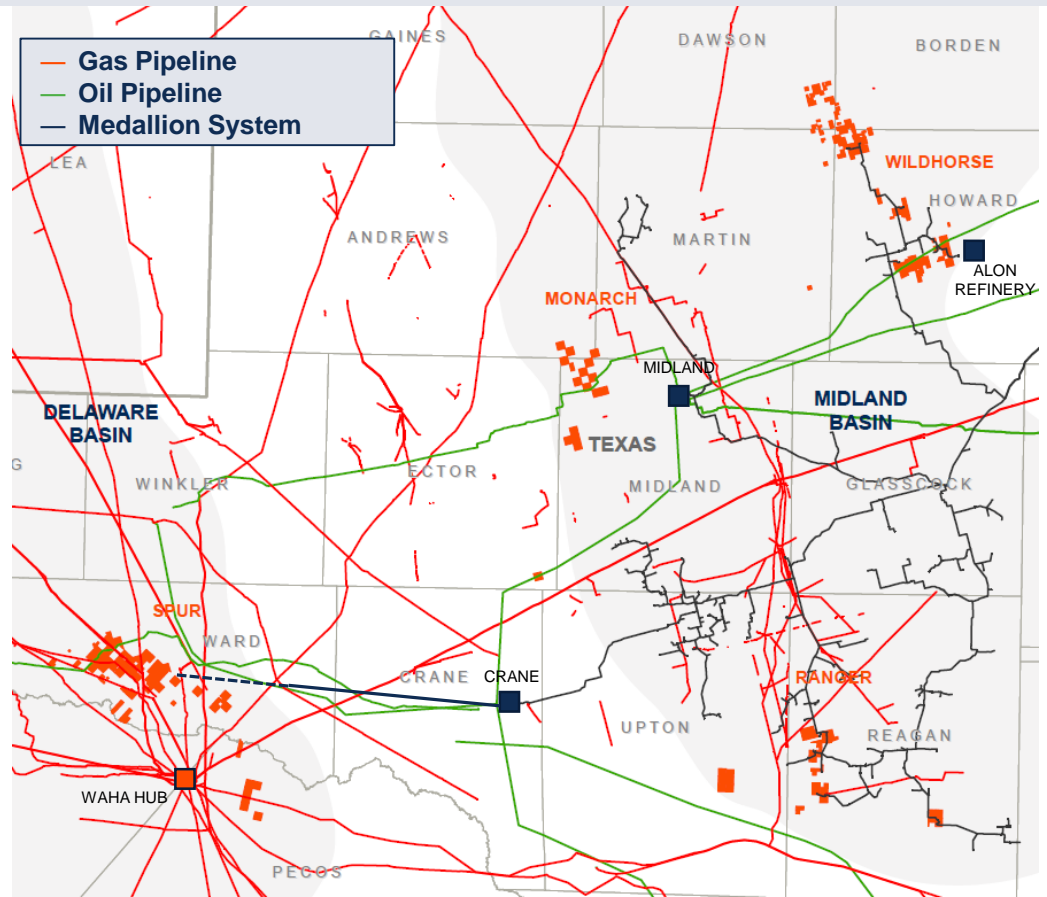 GAINES
DAWSON
BORDEN
Gas Pipeline
Oil Pipeline
Medallion System
LEA
WILDHORSE
HOWARD
ANDREWS
MARTIN
ALON
REFINERY
MONARCH
MIDLAND
DELAWARE
BASIN
MIDLAND
BASIN
TEXAS
G
WINKLER
ECTOR
MIDLAND
GLASSCOCK
SPUR
WARD
CRANE
CRANE
RANGER
UPTON
REAGAN
WAHA HUB
PECOS